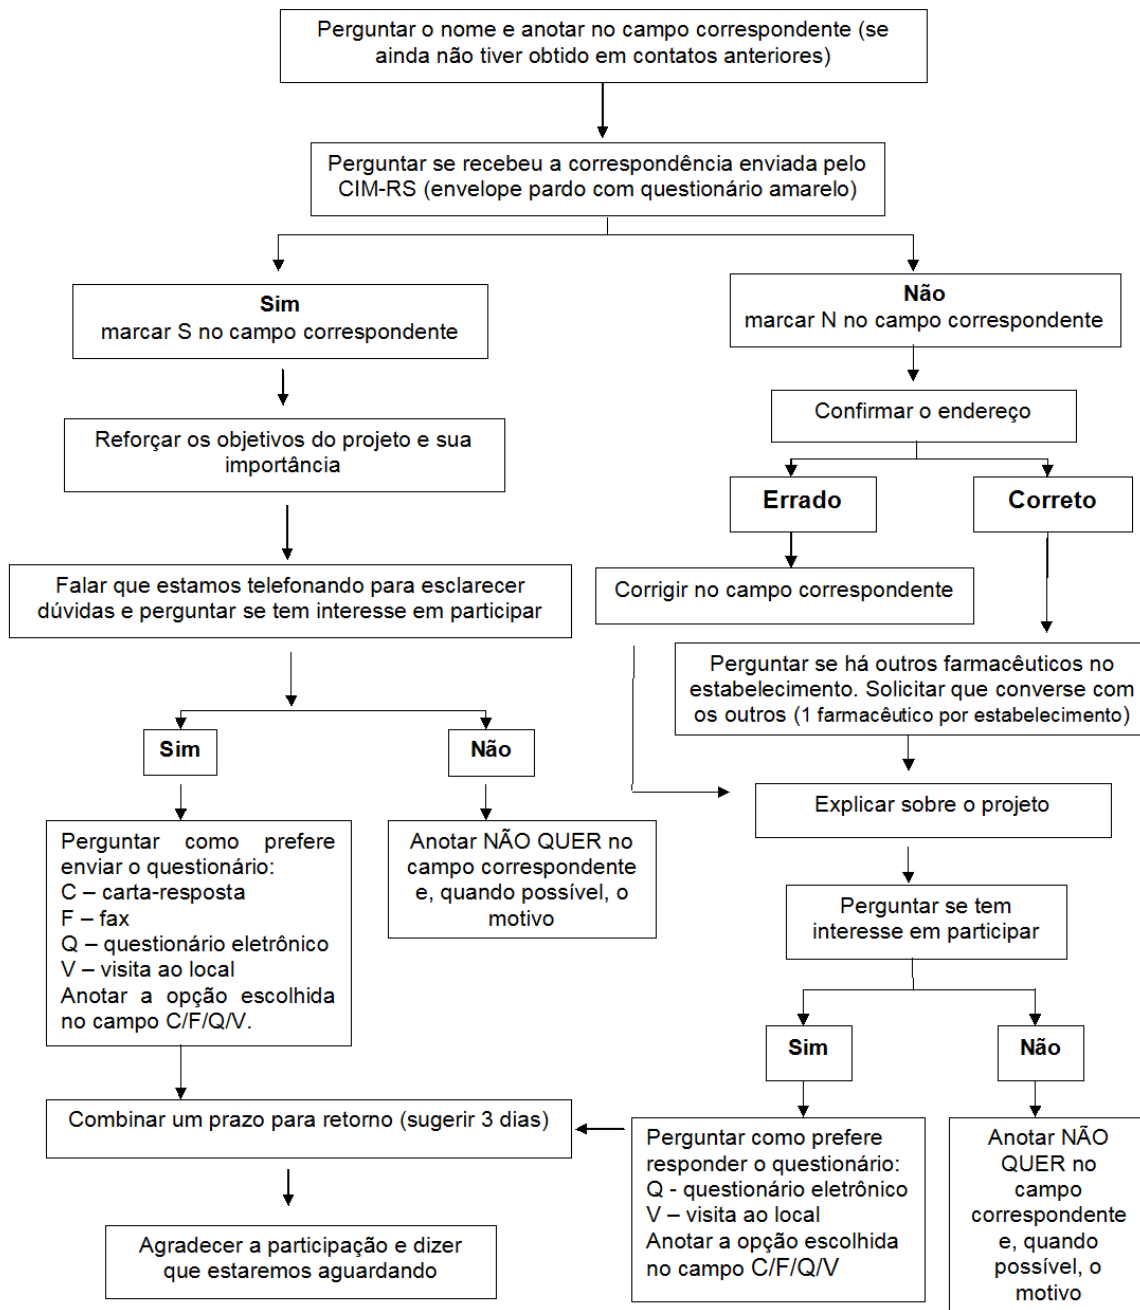 Perguntar o nome e anotar no campo correspondente (se
ainda não tiver obtido em contatos anteriores)
Perguntar se recebeu a correspondência enviada pelo
CIM-RS (envelope pardo com questionário amarelo)
Sim
marcar S no campo correspondente
Não
marcar N no campo correspondente
Reforçar os objetivos do projeto e sua
importância
Confirmar o endereço
Errado
Correto
Falar que estamos telefonando para esclarecer
dúvidas e perguntar se tem interesse em participar
Corrigir no campo correspondente
Perguntar se há outros farmacêuticos no
estabelecimento. Solicitar que converse com
os outros (1 farmacêutico por estabelecimento)
Sim
Não
Explicar sobre o projeto
Perguntar como prefere
enviar o questionário:
C – carta-resposta
F – fax
Q – questionário eletrônico
V – visita ao local
Anotar a opção escolhida
no campo C/F/Q/V.
Anotar NÃO QUER no
campo correspondente
e, quando possível, o
motivo
Perguntar se tem
interesse em participar
Sim
Não
Combinar um prazo para retorno (sugerir 3 dias)
Perguntar como prefere
responder o questionário:
Q - questionário eletrônico
V – visita ao local
Anotar a opção escolhida
no campo C/F/Q/V
Anotar NÃO
QUER no
campo
correspondente
e, quando
possível, o
motivo
Agradecer a participação e dizer
que estaremos aguardando